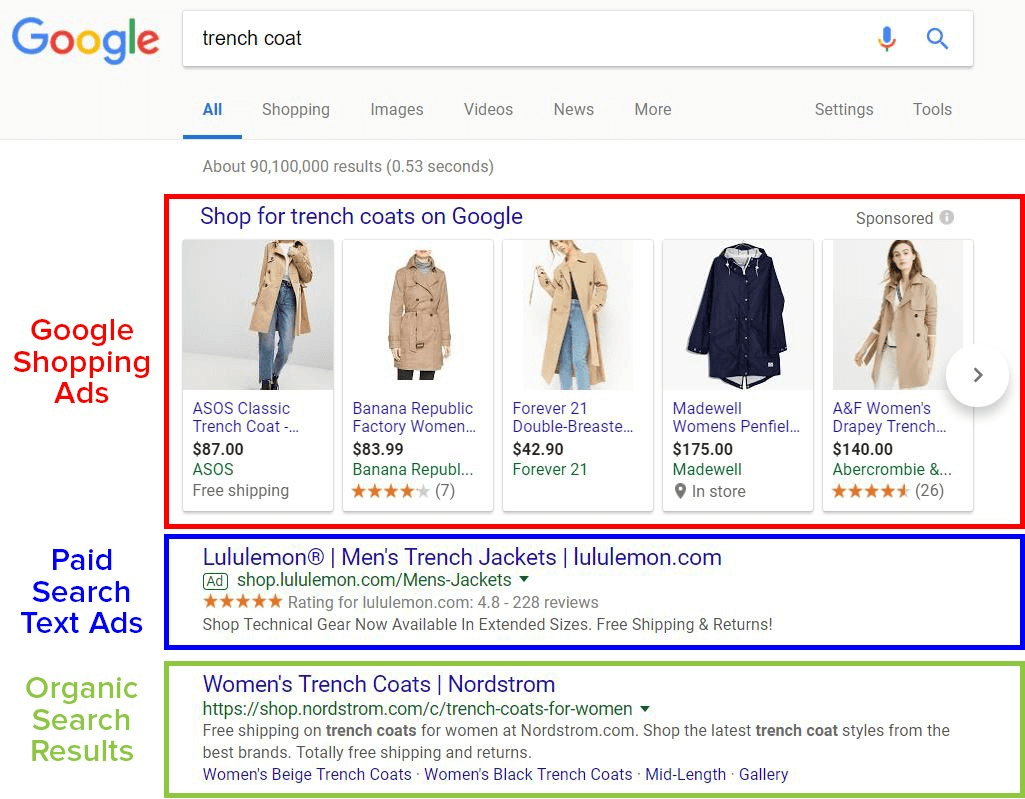 Google
trench coat
All Shopping Images Videos News More Settings Tools
About 90,100,000 results (0.53 seconds)
Google
Shopping
Ads
Shop for trench coats on Google
Sponsored
ASOS Classic
Trench Coat -...
$87.00
ASOS
Free shipping
Banana Republic
Factory Women...
$83.99
Banana Republ...
(7)
Forever 21
Double-Breaste...
$42.90
Forever 21
Madewell
Womens Penfiel...
$175.00
Madewell
In store
A&F Women's
Drapey Trench...
$140.00
Abercrombie &...
(26)
Paid
Search
Text Ads
Lululemon® | Men's Trench Jackets | lululemon.com
Ad shop.lululemon.com/Mens-Jackets
Rating for lululemon.com: 4.8 - 228 reviews
Shop Technical Gear Now Available In Extended Sizes. Free Shipping & Returns!
Organic
Search
Results
Women's Trench Coats | Nordstrom
https://shop.nordstrom.com/c/trench-coats-for-women
Free shipping on trench coats for women at Nordstrom.com. Shop the latest trench coat styles from the
best brands. Totally free shipping and returns.
Women's Beige Trench Coats · Women's Black Trench Coats · Mid-Length · Gallery